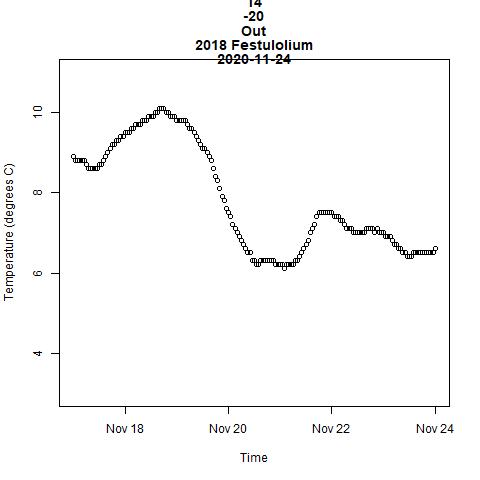 14
-20
Out
2018 Festulolium
2020-11-24
Temperature (degrees C)
10
8
6
4
Nov 18 Nov 20 Nov 22 Nov 24
Time